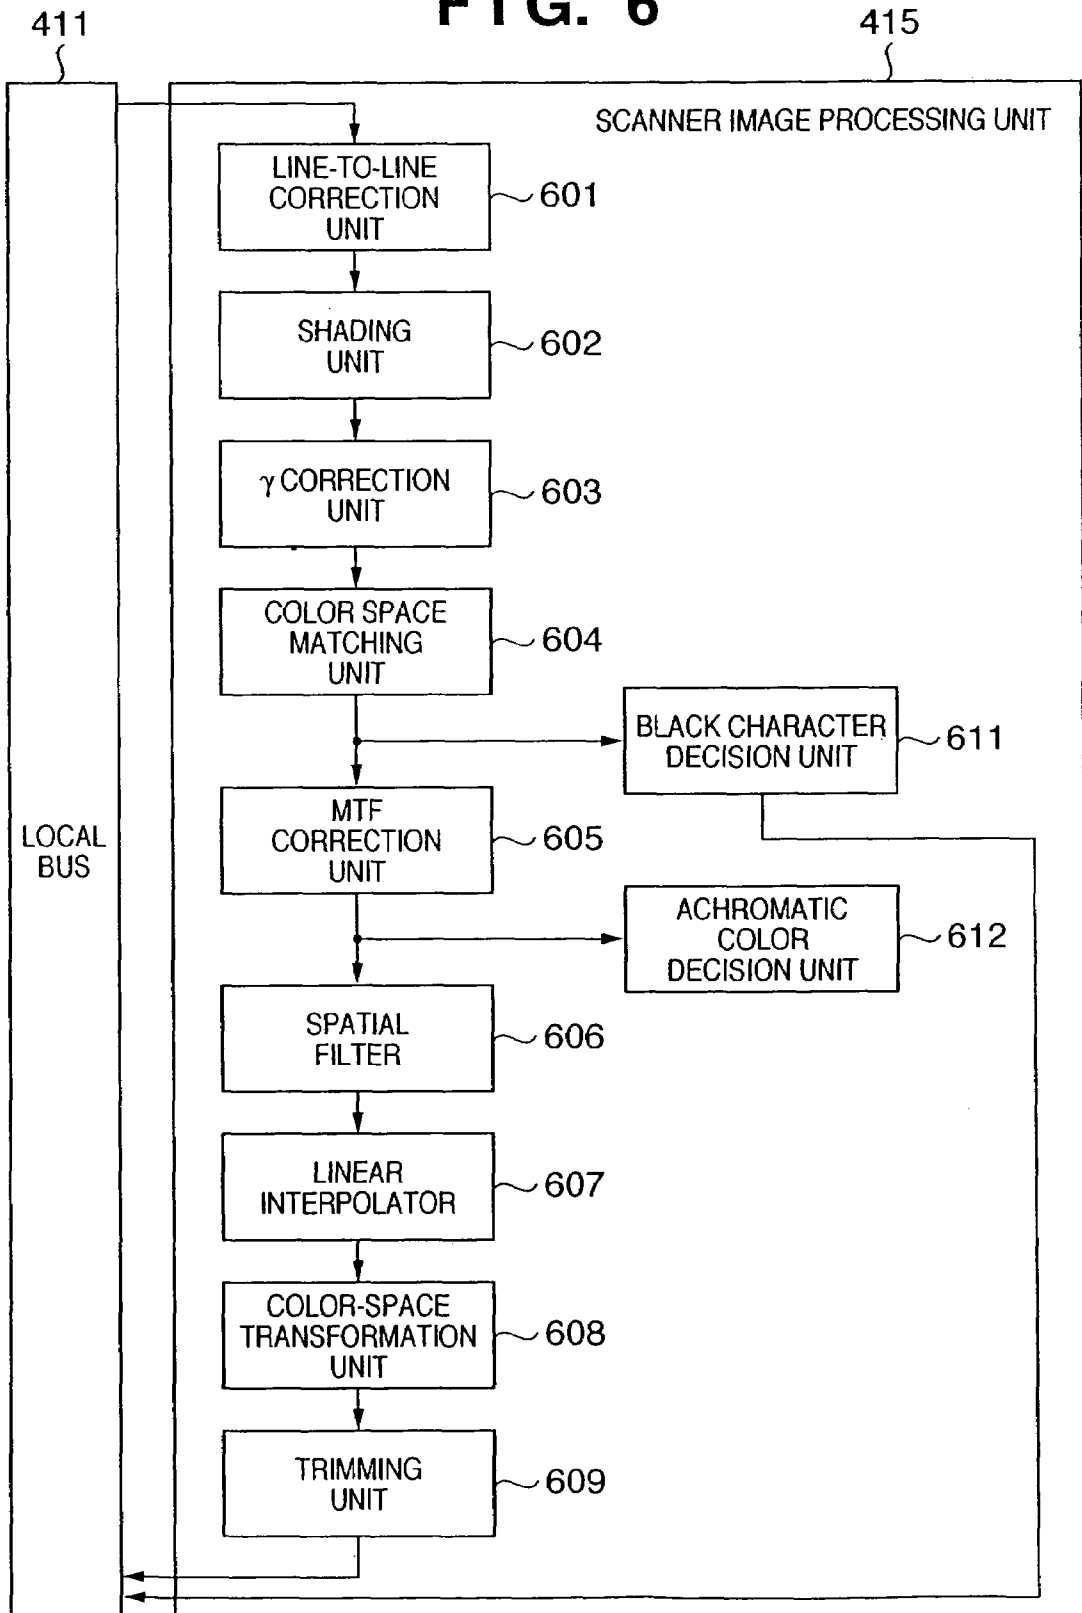 FIG. 6
411
415
SCANNER IMAGE PROCESSING UNIT
LINE-TO-LINE
CORRECTION
UNIT
601
SHADING
UNIT
602
γ CORRECTION
UNIT
603
COLOR SPACE
MATCHING
UNIT
604
BLACK CHARACTER
DECISION UNIT
611
LOCAL
BUS
MTF
CORRECTION
UNIT
605
ACHROMATIC
COLOR
DECISION UNIT
612
SPATIAL
FILTER
606
LINEAR
INTERPOLATOR
607
COLOR-SPACE
TRANSFORMATION
UNIT
608
TRIMMING
UNIT
609